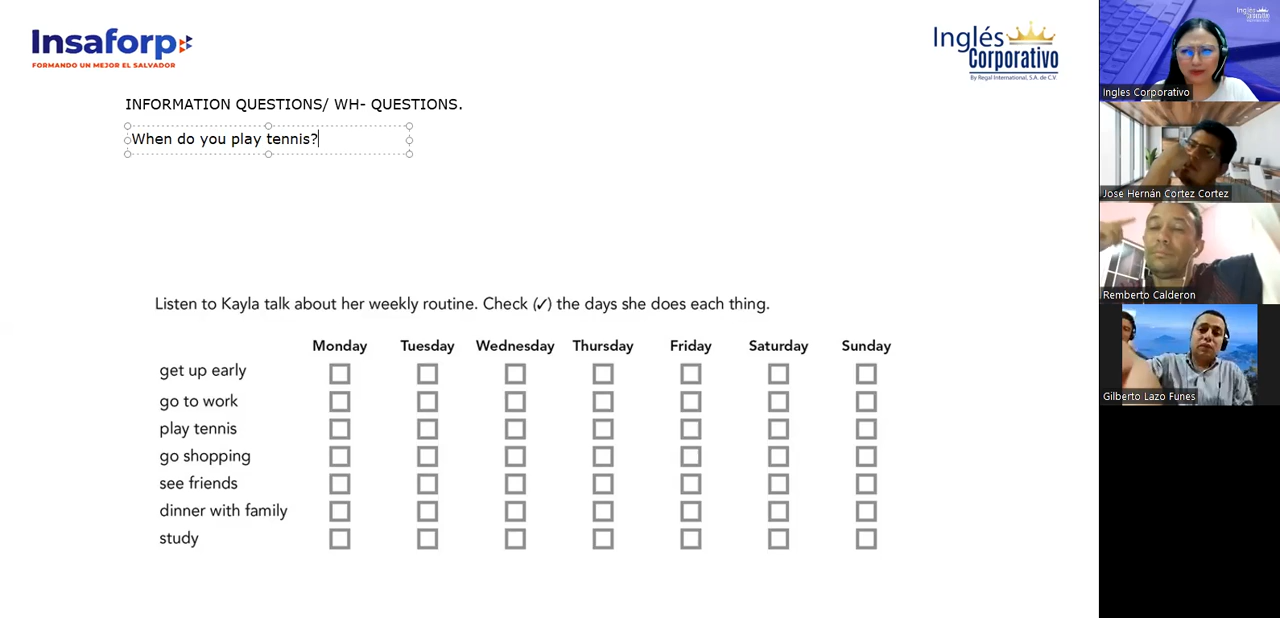 Insaforp
FORMANDO UN MEJOR EL SALVADOR
Inglés
Corporativo
By Regal International, S.A. de C.V.
INFORMATION QUESTIONS/ WH- QUESTIONS.
When do you play tennis?
Listen to Kayla talk about her weekly routine. Check (✓) the days she does each thing.
Monday Tuesday Wednesday Thursday Friday Saturday Sunday
get up early
go to work
play tennis
go shopping
see friends
dinner with family
study
Ingles Corporativo
Jose Hernán Cortez Cortez
Remberto Calderon
Gilberto Lazo Funes